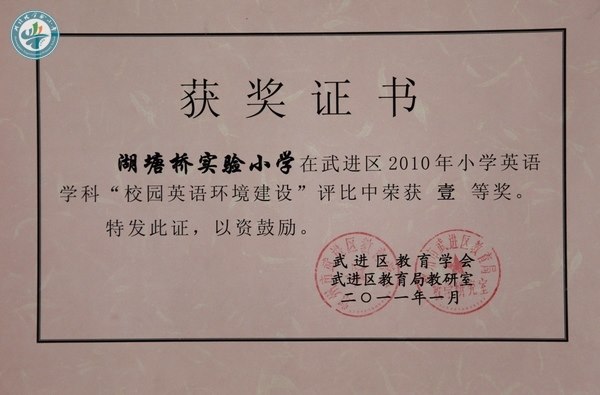 获奖证书
湖塘桥实验小学在武进区2010年小学英语
学科“校园英语环境建设”评比中荣获 壹 等奖。
特发此证，以资鼓励。
武进区教育学会
武进区教育局教研室
二〇一一年一月